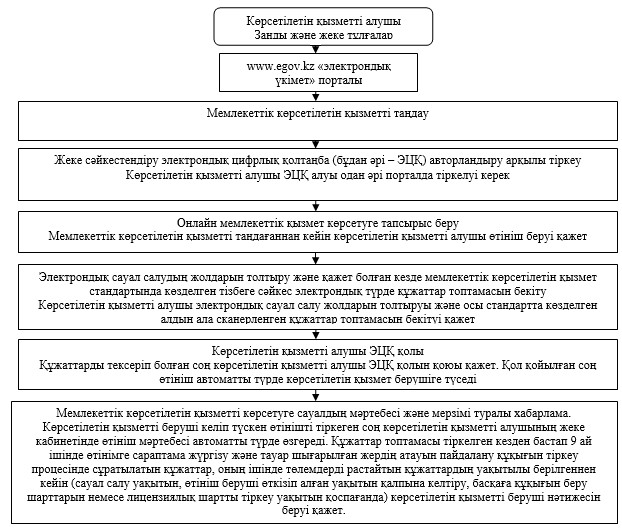 Көрсетілетін қызметті алушы
Заңды және жеке тұлғалар
www.egov.kz «электрондық
үкімет» порталы
Мемлекеттік көрсетілетін қызметті таңдау
Жеке сәйкестендіру электрондық цифрлық қолтаңба (бұдан әрі – ЭЦҚ) авторландыру арқылы тіркеу
Көрсетілетін қызметті алушы ЭЦҚ алуы одан әрі порталда тіркелуі керек
Онлайн мемлекеттік қызмет көрсетуге тапсырыс беру
Мемлекеттік көрсетілетін қызметті таңдағаннан кейін көрсетілетін қызметті алушы өтініш беруі қажет
Электрондық сауал салудың жолдарын толтыру және қажет болған кезде мемлекеттік көрсетілетін қызмет
стандартында көзделген тізбеге сәйкес электрондық түрде құжаттар топтамасын бекіту
Көрсетілетін қызметті алушы электрондық сауал салу жолдарын толтыруы және осы стандартта көзделген
алдын ала сканерленген құжаттар топтамасын бекітуі қажет
Көрсетілетін қызметті алушы ЭЦҚ қолы
Құжаттарды тексеріп болған соң көрсетілетін қызметті алушы ЭЦҚ қолын қоюы қажет. Қол қойылған соң
өтініш автоматты түрде көрсетілетін қызмет берушіге түседі
Мемлекеттік көрсетілетін қызметті көрсетуге сауалдың мәртебесі және мерзімі туралы хабарлама.
Көрсетілетін қызметті беруші келіп түскен өтінішті тіркеген соң көрсетілетін қызметті алушының жеке
кабинетінде өтініш мәртебесі автоматты түрде өзгереді. Құжаттар топтамасы тіркелген кезден бастап 9 ай
ішінде өтінімге сараптама жүргізу және тауар шығарылған жердің атауын пайдалану құқығын тіркеу
процесінде сұратылатын құжаттар, оның ішінде төлемдерді растайтын құжаттардың уақытылы берілгеннен
кейін (сауал салу уақытын, өтініш беруші өткізіп алған уақытын қалпына келтіру, басқаға құқығын беру
шарттарын немесе лицензиялық шартты тіркеу уақытын қоспағанда) көрсетілетін қызметті беруші нәтижесін
беруі қажет.